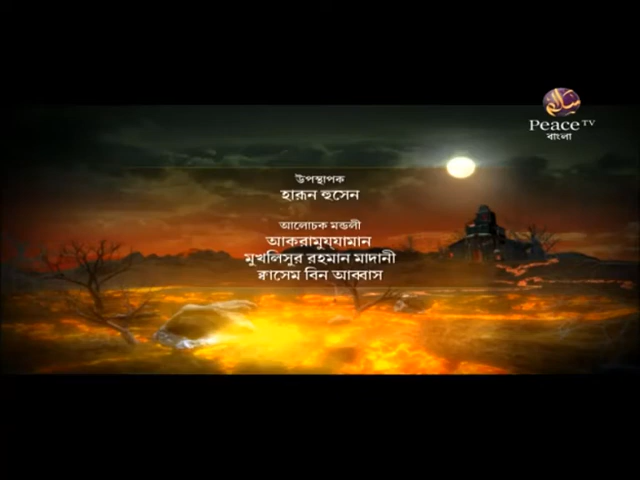 Peace TV
বাংলা
উপস্থাপক
হারূন হুসেন
আলোচক মন্ডলী
আকরামুযযামান
মুখলিসুর রহমান মাদানী
ক্বাসেম বিন আব্বাস